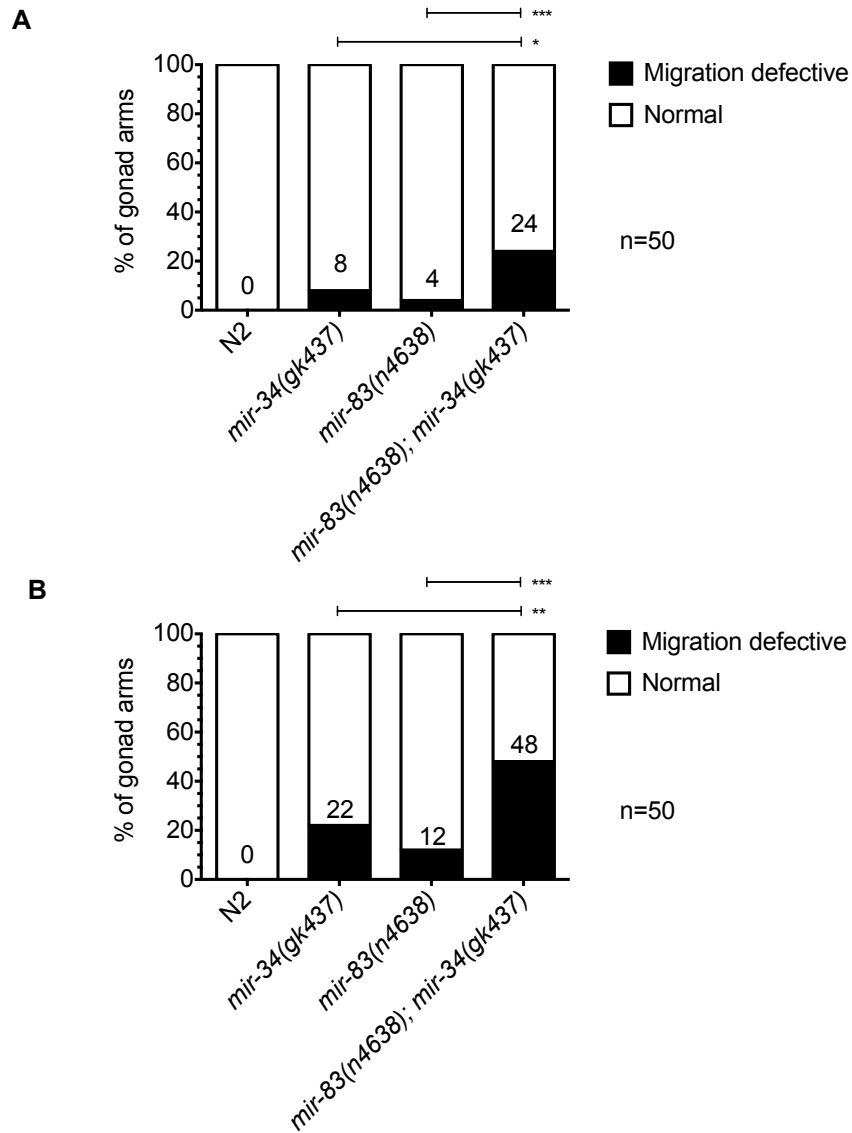 A
***
*
100
80
60
40
20
0
% of gonad arms
0
8
4
24
N2
mir-34(gk437)
mir-83(n4638)
mir-83(n4638); mir-34(gk437)
Migration defective
Normal
n=50
B
***
**
100
80
60
40
20
0
% of gonad arms
0
22
12
48
N2
mir-34(gk437)
mir-83(n4638)
mir-83(n4638); mir-34(gk437)
Migration defective
Normal
n=50